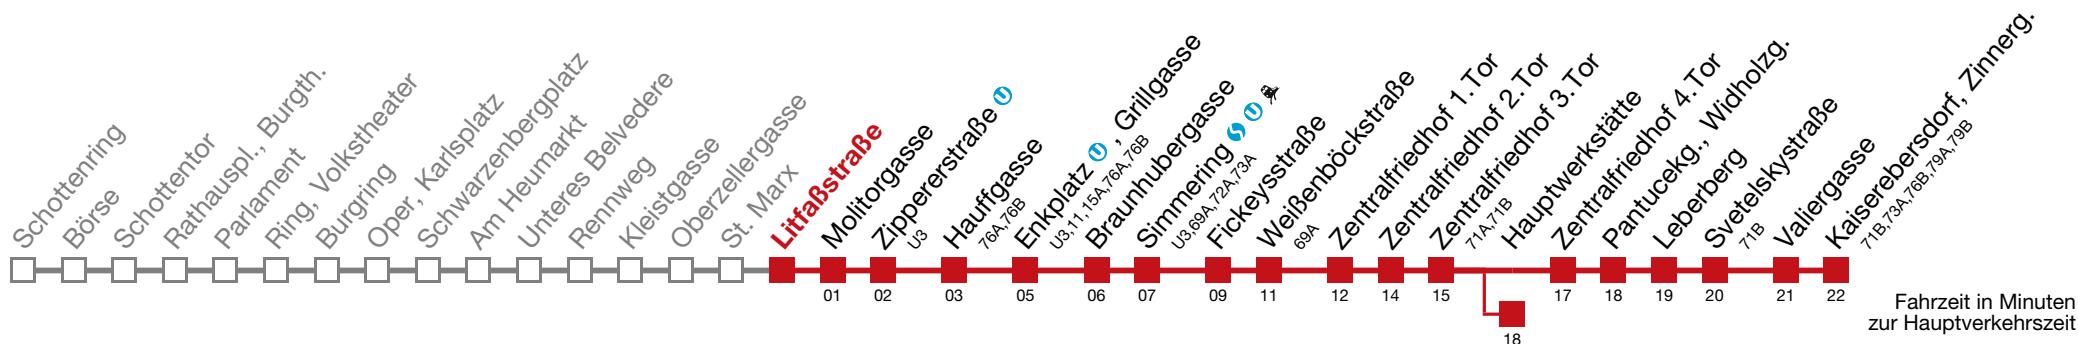 Schottenring
Börse
Schottentor
Rathauspl., Burgth.
Parlament
Ring, Volkstheater
Burgring
Oper, Karlsplatz
Schwarzenbergplatz
Am Heumarkt
Unteres Belvedere
Rennweg
Kleistgasse
Oberzellergasse
St. Marx
Litfaßstraße
Molitorgasse
Zippererstraße U
U3
Hauffgasse
76A,76B
Enkplatz U , Grillgasse
U3,11,15A,76A,76B
Braunhubergasse
Simmering S U
U3,69A,72A,73A
Fickeysstraße
Weißenböckstraße
69A
Zentralfriedhof 1.Tor
Zentralfriedhof 2.Tor
Zentralfriedhof 3.Tor
71A,71B
Hauptwerkstätte
Zentralfriedhof 4.Tor
Pantucekg., Widholzg.
Leberberg
Svetelskystraße
71B
Valiergasse
Kaiserebersdorf, Zinnerg.
71B,73A,76B,79A,79B
01 02 03 05 06 07 09 11 12 14 15 17 18 19 20 21 22
18
Fahrzeit in Minuten
zur Hauptverkehrszeit